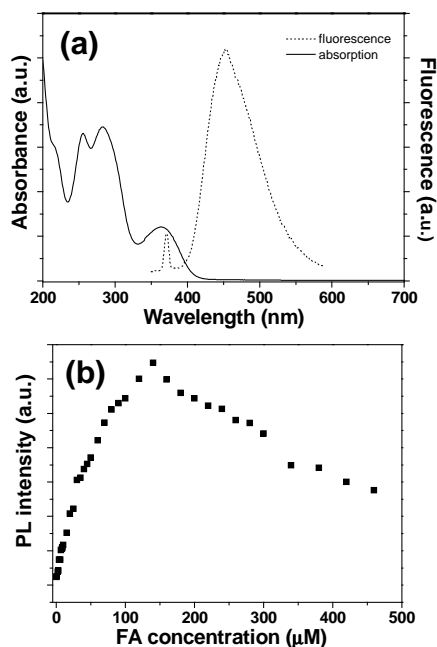 (a)
fluorescence
absorption
Absorbance (a.u.)
Fluorescence (a.u.)
200 300 400 500 600 700
Wavelength (nm)
(b)
PL intensity (a.u.)
0 100 200 300 400 500
FA concentration (μM)